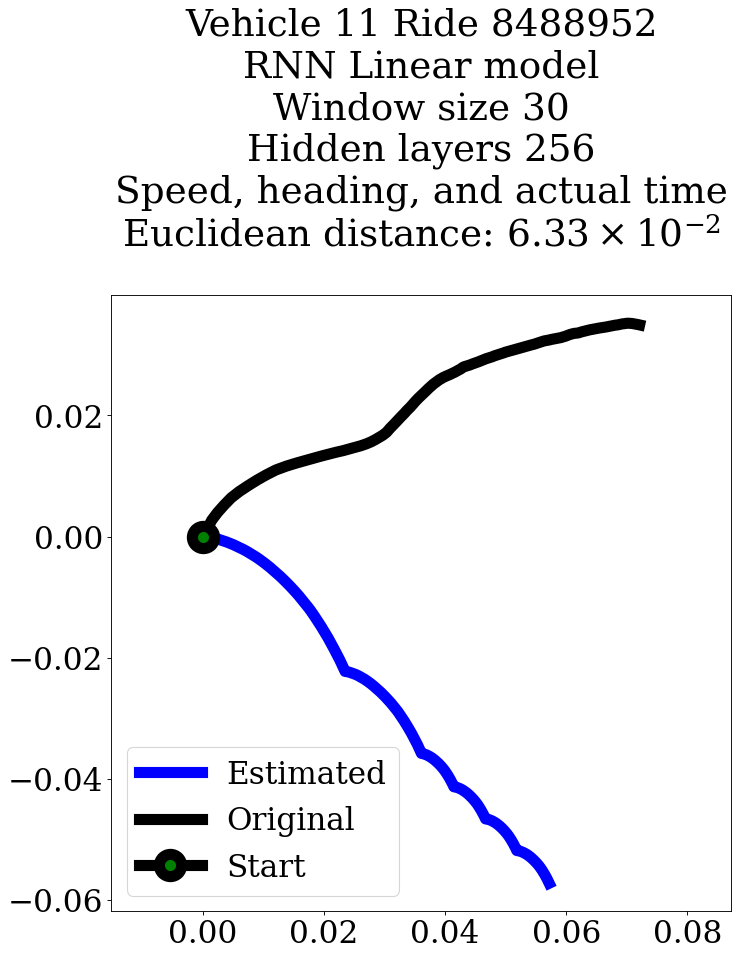 Vehicle 11 Ride 8488952
RNN Linear model
Window size 30
Hidden layers 256
Speed, heading, and actual time
Euclidean distance: 6.33 × 10⁻²
0.02
0.00
−0.02
−0.04
−0.06
Estimated
Original
Start
0.00 0.02 0.04 0.06 0.08